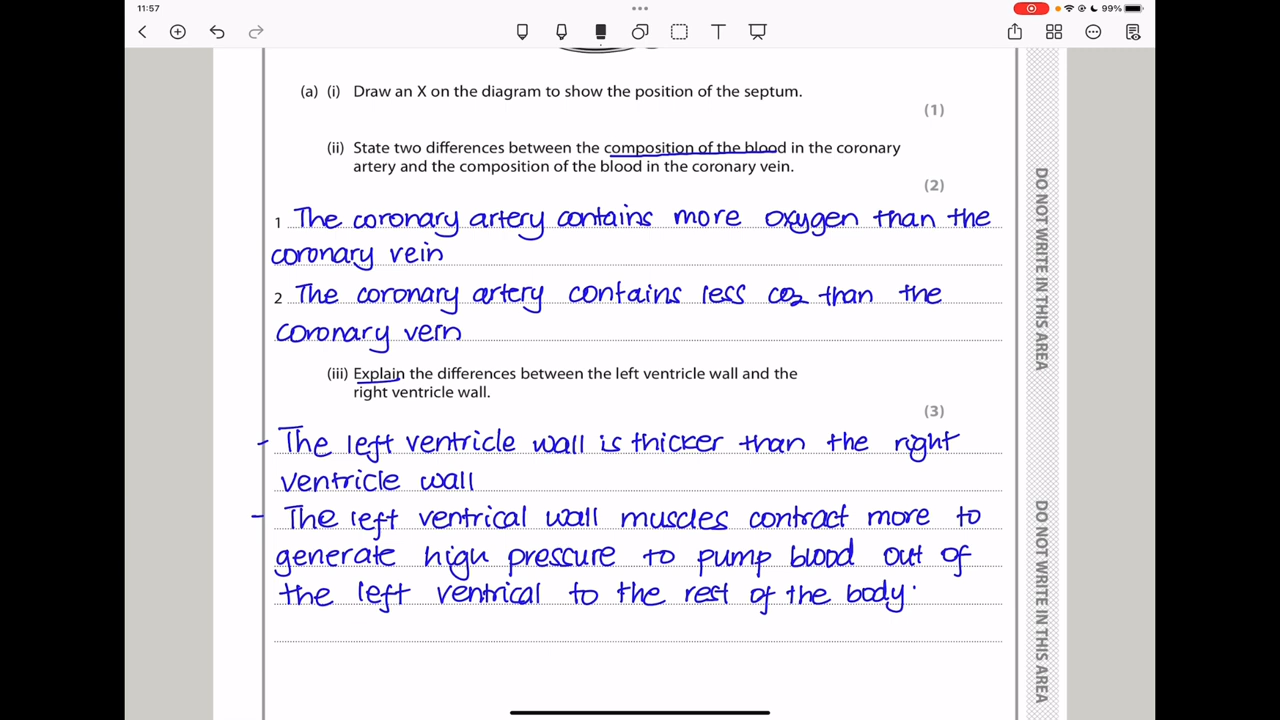 11:57
99%
(a) (i) Draw an X on the diagram to show the position of the septum.
(1)
(ii) State two differences between the composition of the blood in the coronary
artery and the composition of the blood in the coronary vein.
(2)
1 The coronary artery contains more oxygen than the
coronary vein
2 The coronary artery contains less co2 than the
coronary vein
(iii) Explain the differences between the left ventricle wall and the
right ventricle wall.
(3)
- The left ventricle wall is thicker than the right
ventricle wall
- The left ventrical wall muscles contract more to
generate high pressure to pump blood out of
the left ventrical to the rest of the body.
DO NOT WRITE IN THIS AREA
DO NOT WRITE IN THIS AREA